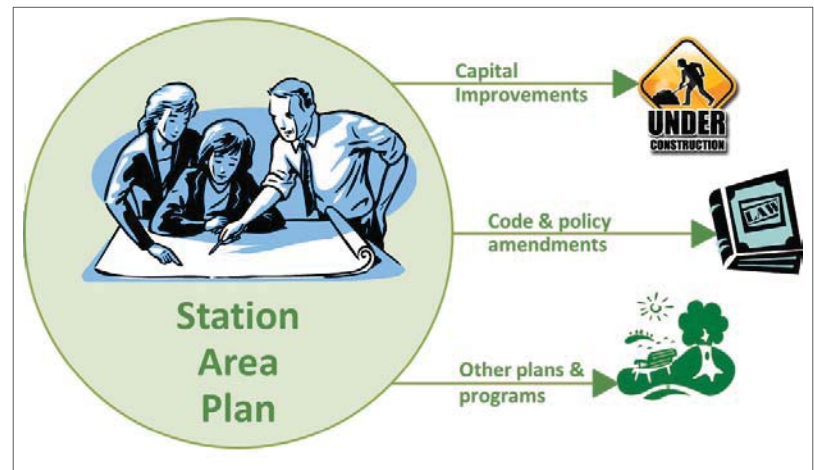 Station
Area
Plan
Capital
Improvements
UNDER
CONSTRUCTION
Code & policy
amendments
LAW
Other plans &
programs